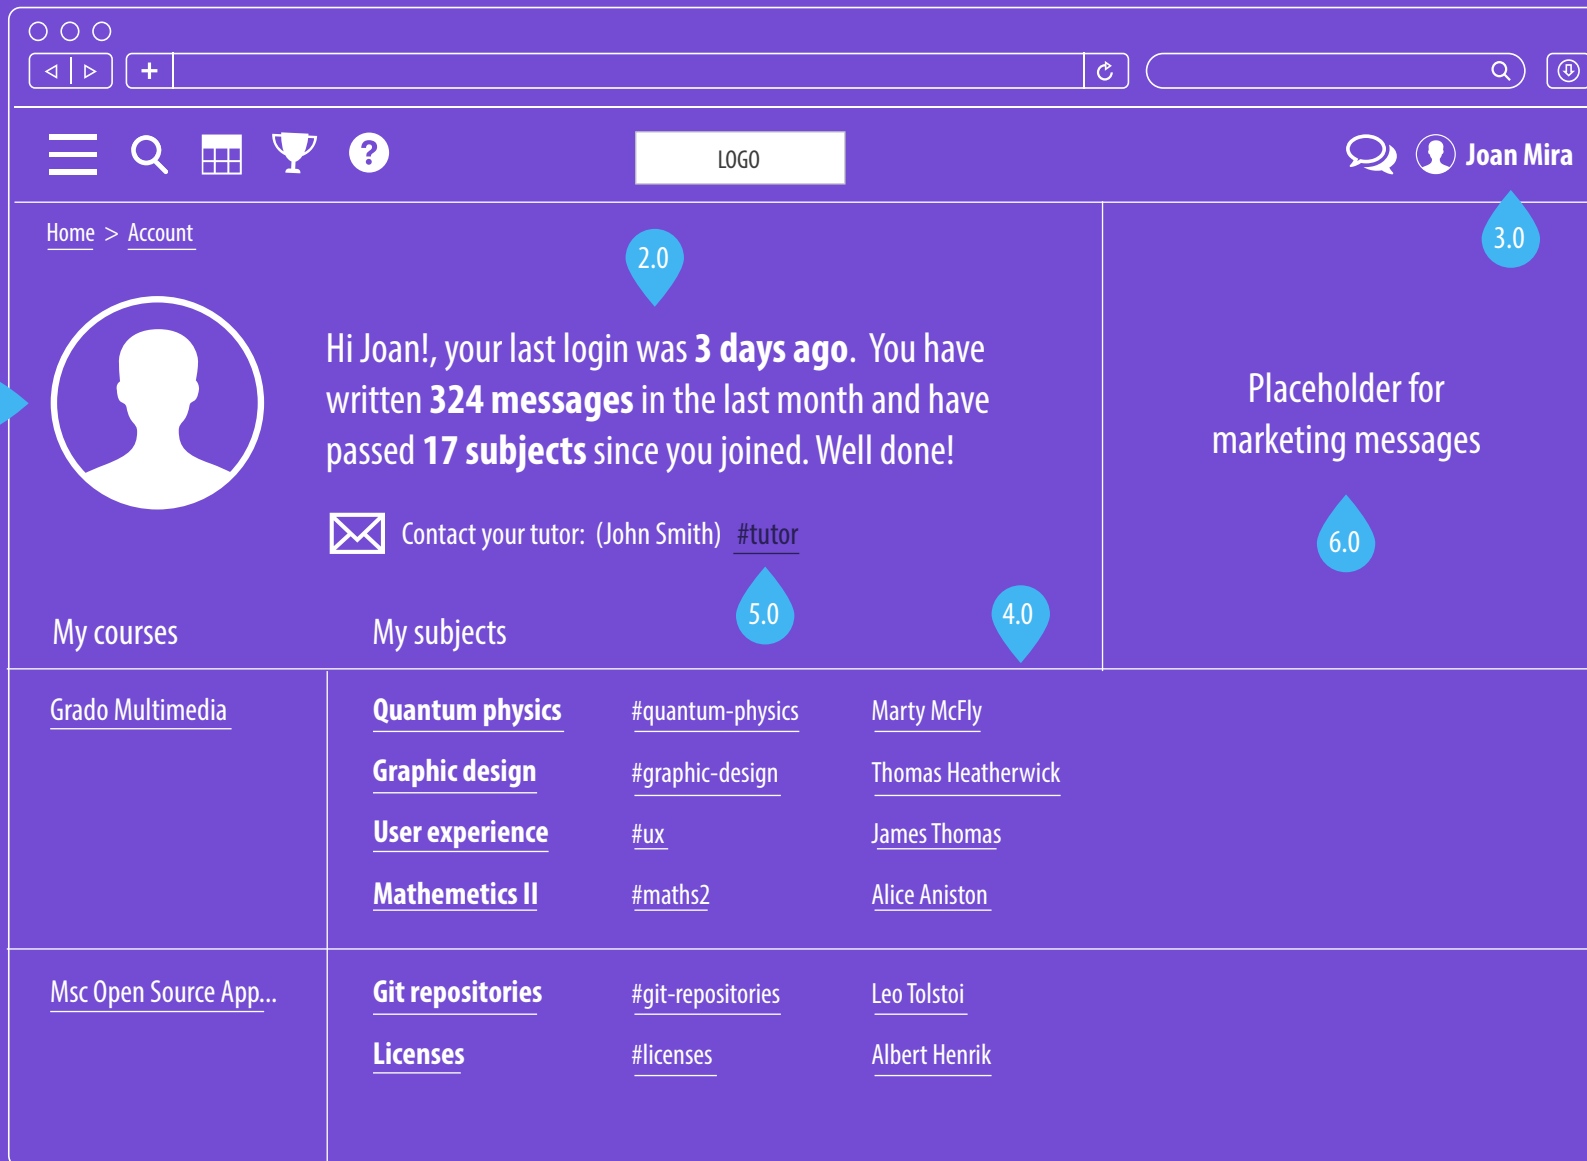 LOGO
Joan Mira
3.0
Home > Account
2.0
Hi Joan!, your last login was 3 days ago. You have
written 324 messages in the last month and have
passed 17 subjects since you joined. Well done!
Contact your tutor: (John Smith) #tutor
5.0
4.0
Placeholder for
marketing messages
6.0
My courses
My subjects
Grado Multimedia
Quantum physics #quantum-physics Marty McFly
Graphic design #graphic-design Thomas Heatherwick
User experience #ux James Thomas
Mathemetics II #maths2 Alice Aniston
Msc Open Source App...
Git repositories #git-repositories Leo Tolstoi
Licenses #licenses Albert Henrik